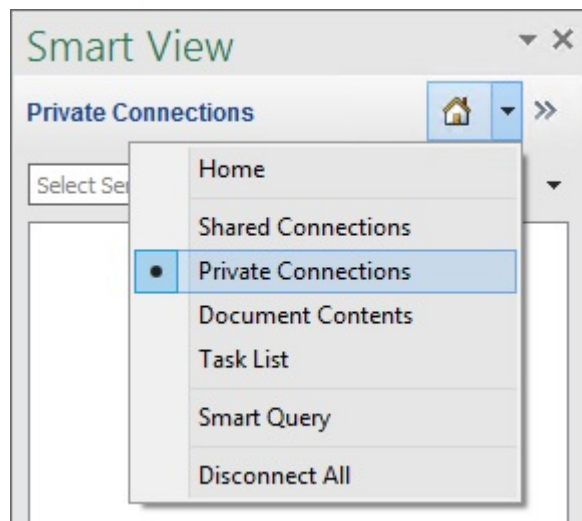 Smart View
Private Connections
Select Ser
Home
Shared Connections
Private Connections
Document Contents
Task List
Smart Query
Disconnect All